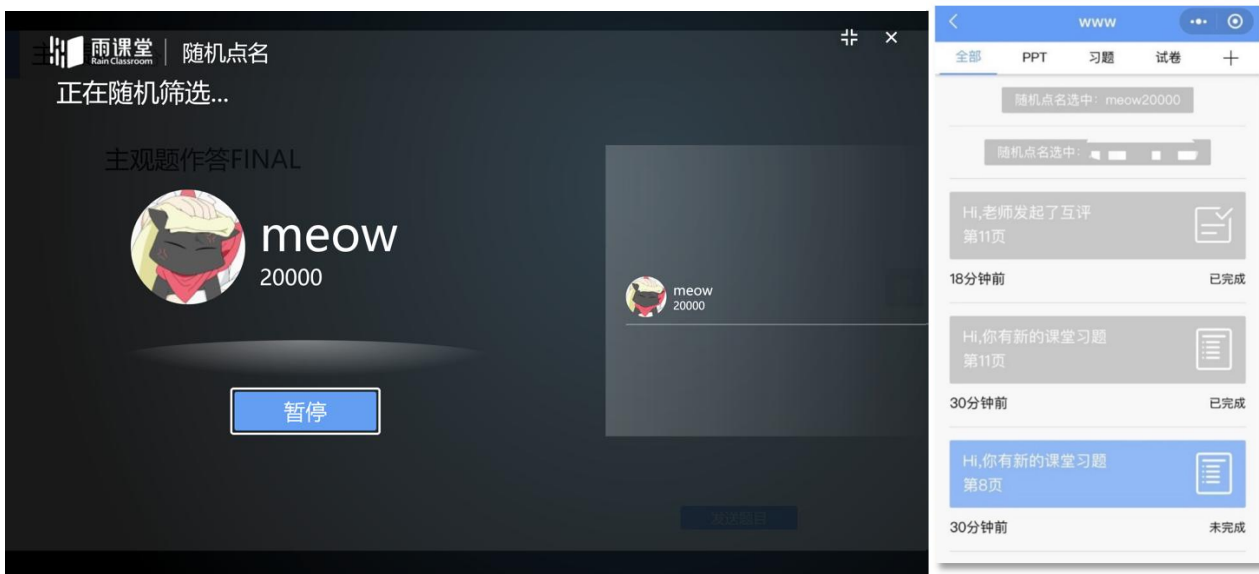 雨课堂
Rain Classroom
随机点名
正在随机筛选...
主观题作答FINAL
meow
20000
暂停
meow
20000
发送题目
www
全部
PPT
习题
试卷
随机点名选中：meow20000
随机点名选中：
Hi,老师发起了互评
第11页
18分钟前
已完成
Hi,你有新的课堂习题
第11页
30分钟前
已完成
Hi,你有新的课堂习题
第8页
30分钟前
未完成